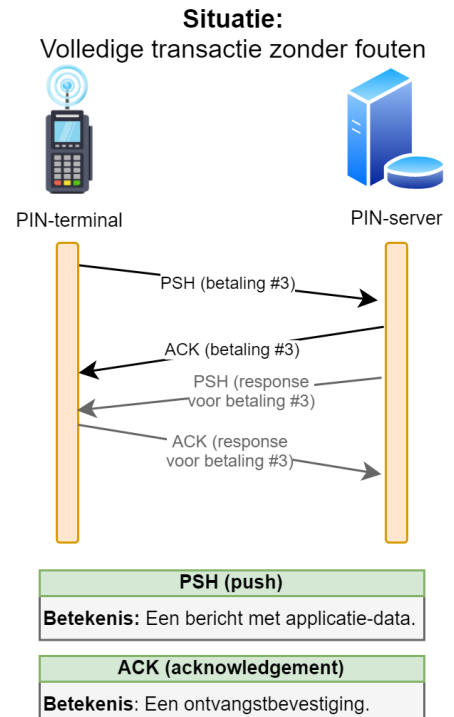 Situatie:
Volledige transactie zonder fouten
PIN-terminal
PIN-server
PSH (betaling #3)
ACK (betaling #3)
PSH (response
voor betaling #3)
ACK (response
voor betaling #3)
PSH (push)
Betekenis: Een bericht met applicatie-data.
ACK (acknowledgement)
Betekenis: Een ontvangstbevestiging.